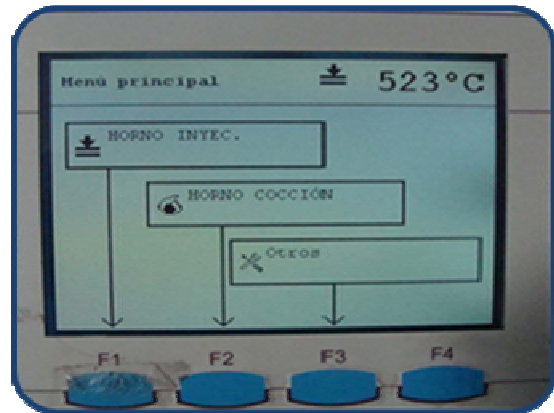 Menú principal 523°C
HORNO INYEC.
HORNO COCCIÓN
Otros
F1 F2 F3 F4